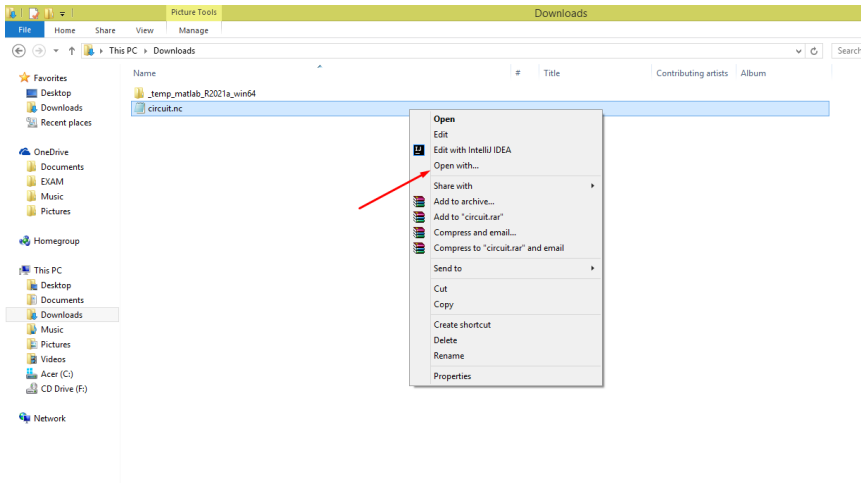 Picture Tools
Downloads
File Home Share View Manage
This PC Downloads
Search
Name # Title Contributing artists Album
Favorites
Desktop
Downloads
Recent places
OneDrive
Documents
EXAM
Music
Pictures
Homegroup
This PC
Desktop
Documents
Downloads
Music
Pictures
Videos
Acer (C:)
CD Drive (F:)
Network
_temp_matlab_R2021a_win64
circuit.nc
Open
Edit
Edit with IntelliJ IDEA
Open with...
Share with
Add to archive...
Add to "circuit.rar"
Compress and email...
Compress to "circuit.rar" and email
Send to
Cut
Copy
Create shortcut
Delete
Rename
Properties